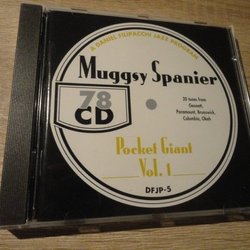 A DANIEL FILIPACCHI JAZZ PROGRAM
Muggsy Spanier
78
CD
20 tunes from
Gennett,
Paramount, Brunswick,
Columbia, Okeh
Pocket Giant
Vol. 1
DFJP-5